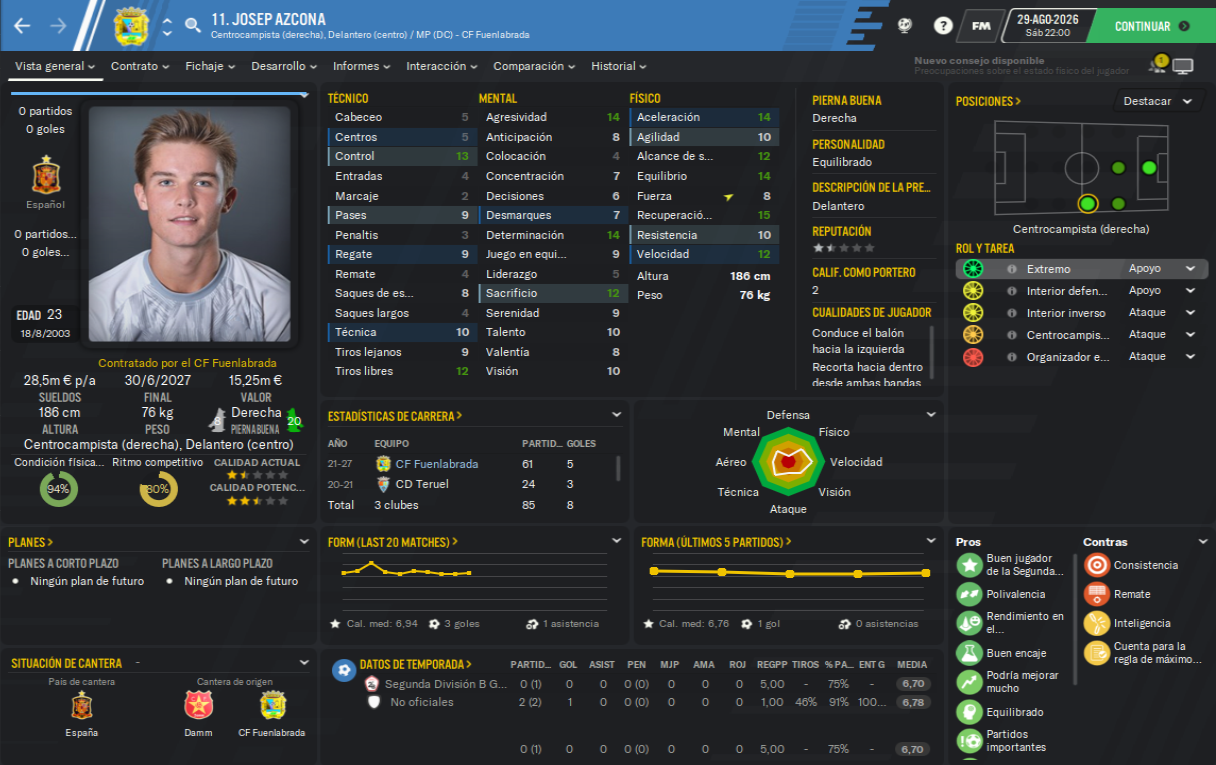 11. JOSEP AZCONA
Centrocampista (derecha), Delantero (centro) / MP (DC) - CF Fuenlabrada
?
FM
29-AGO-2026
Sáb 22:00
CONTINUAR
Vista general
Contrato
Fichaje
Desarrollo
Informes
Interacción
Comparación
Historial
Nuevo consejo disponible
Preocupaciones sobre el estado físico del jugador
1
0 partidos
0 goles
Español
0 partidos...
0 goles...
EDAD 23
18/8/2003
Contratado por el CF Fuenlabrada
28,5m € p/a
30/6/2027
15,25m €
SUELDOS
FINAL
VALOR
186 cm
76 kg
8
Derecha
20
ALTURA
PESO
PIERNA BUENA
Centrocampista (derecha), Delantero (centro)
Condición física...
Ritmo competitivo
CALIDAD ACTUAL
94%
80%
CALIDAD POTENC...
TÉCNICO
Cabeceo 5
Centros 5
Control 13
Entradas 4
Marcaje 2
Pases 9
Penaltis 3
Regate 9
Remate 4
Saques de es... 8
Saques largos 4
Técnica 10
Tiros lejanos 9
Tiros libres 12
MENTAL
Agresividad 14
Anticipación 8
Colocación 4
Concentración 7
Decisiones 6
Desmarques 7
Determinación 14
Juego en equi... 9
Liderazgo 5
Sacrificio 12
Serenidad 9
Talento 10
Valentía 8
Visión 10
FÍSICO
Aceleración 14
Agilidad 10
Alcance de s... 12
Equilibrio 14
Fuerza 8
Recuperació... 15
Resistencia 10
Velocidad 12
Altura 186 cm
Peso 76 kg
PIERNA BUENA
Derecha
PERSONALIDAD
Equilibrado
DESCRIPCIÓN DE LA PRE...
Delantero
REPUTACIÓN
CALIF. COMO PORTERO
2
CUALIDADES DE JUGADOR
Conduce el balón
hacia la izquierda
Recorta hacia dentro
desde ambas bandas
POSICIONES >
Destacar
Centrocampista (derecha)
ROL Y TAREA
Extremo Apoyo
Interior defen... Apoyo
Interior inverso Ataque
Centrocampis... Ataque
Organizador e... Ataque
ESTADÍSTICAS DE CARRERA >
AÑO EQUIPO PARTID... GOLES
21-27 CF Fuenlabrada 61 5
20-21 CD Teruel 24 3
Total 3 clubes 85 8
Defensa
Mental
Físico
Aéreo
Velocidad
Técnica
Visión
Ataque
PLANES >
PLANES A CORTO PLAZO
PLANES A LARGO PLAZO
Ningún plan de futuro
Ningún plan de futuro
FORM (LAST 20 MATCHES) >
Cal. med: 6,94
3 goles
1 asistencia
FORMA (ÚLTIMOS 5 PARTIDOS) >
Cal. med: 6,76
1 gol
0 asistencias
Pros
Buen jugador
de la Segunda...
Polivalencia
Rendimiento en
el...
Buen encaje
Podría mejorar
mucho
Equilibrado
Partidos
importantes
Contras
Consistencia
Remate
Inteligencia
Cuenta para la
regla de máximo...
SITUACIÓN DE CANTERA -
País de cantera
Cantera de origen
España
Damm
CF Fuenlabrada
DATOS DE TEMPORADA > PARTID... GOL ASIST PEN MJP AMA ROJ REGPP TIROS % PA... ENT G MEDIA
Segunda División B G... 0 (1) 0 0 0 (0) 0 0 0 5,00 - 75% - 6,70
No oficiales 2 (2) 1 0 0 (0) 0 0 0 1,00 46% 91% 100... 6,78
0 (1) 0 0 0 (0) 0 0 0 5,00 - 75% - 6,70